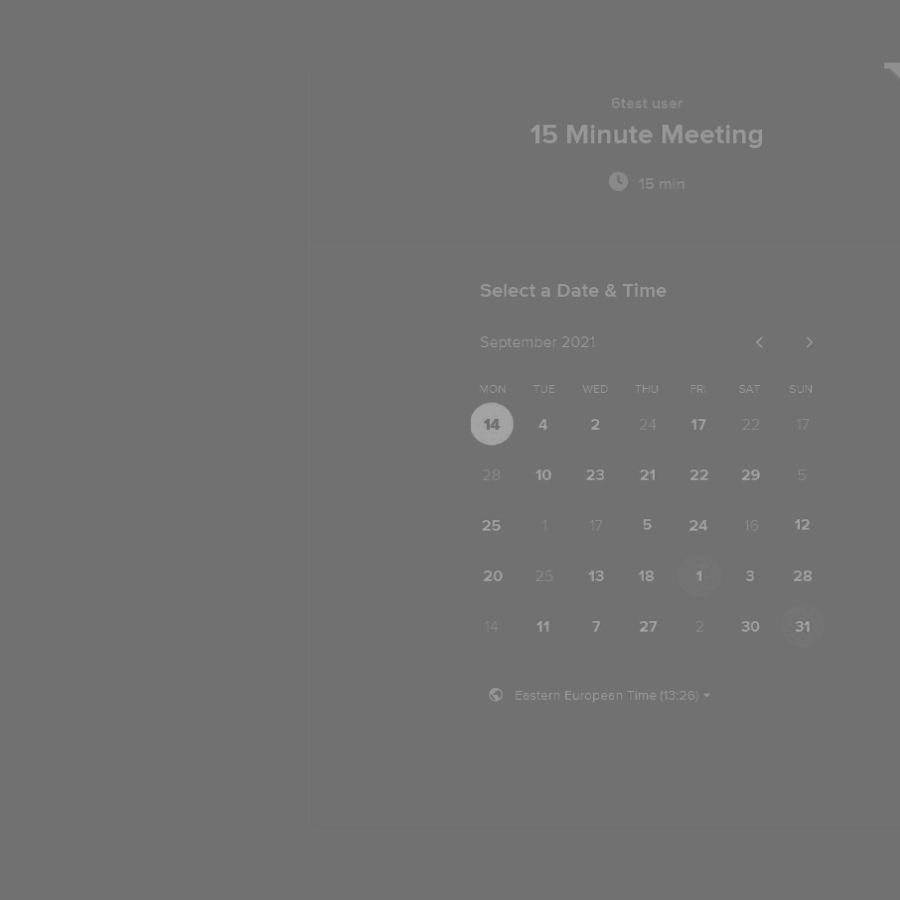 6test user
15 Minute Meeting
15 min
Select a Date & Time
September 2021
MON TUE WED THU FRI SAT SUN
14 4 2 24 17 22 17
28 10 23 21 22 29 5
25 1 17 5 24 16 12
20 25 13 18 1 3 28
14 11 7 27 2 30 31
Eastern European Time (13:26)